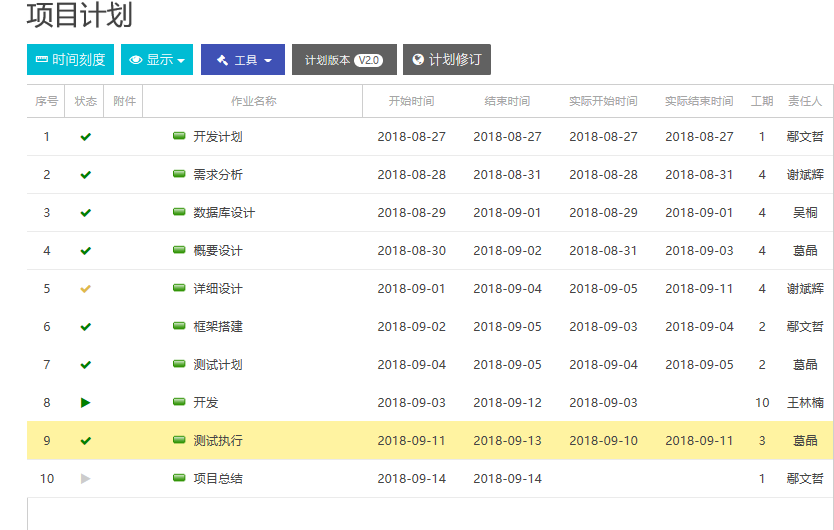 项目计划
时间刻度 显示 工具 计划版本 V2.0 计划修订
序号 状态 附件 作业名称 开始时间 结束时间 实际开始时间 实际结束时间 工期 责任人
1 开发计划 2018-08-27 2018-08-27 2018-08-27 2018-08-27 1 鄢文哲
2 需求分析 2018-08-28 2018-08-31 2018-08-28 2018-08-31 4 谢斌辉
3 数据库设计 2018-08-29 2018-09-01 2018-08-29 2018-09-01 4 吴桐
4 概要设计 2018-08-30 2018-09-02 2018-08-31 2018-09-03 4 葛晶
5 详细设计 2018-09-01 2018-09-04 2018-09-05 2018-09-11 4 谢斌辉
6 框架搭建 2018-09-02 2018-09-05 2018-09-03 2018-09-04 2 鄢文哲
7 测试计划 2018-09-04 2018-09-05 2018-09-04 2018-09-05 2 葛晶
8 开发 2018-09-03 2018-09-12 2018-09-03 10 王林楠
9 测试执行 2018-09-11 2018-09-13 2018-09-10 2018-09-11 3 葛晶
10 项目总结 2018-09-14 2018-09-14 1 鄢文哲